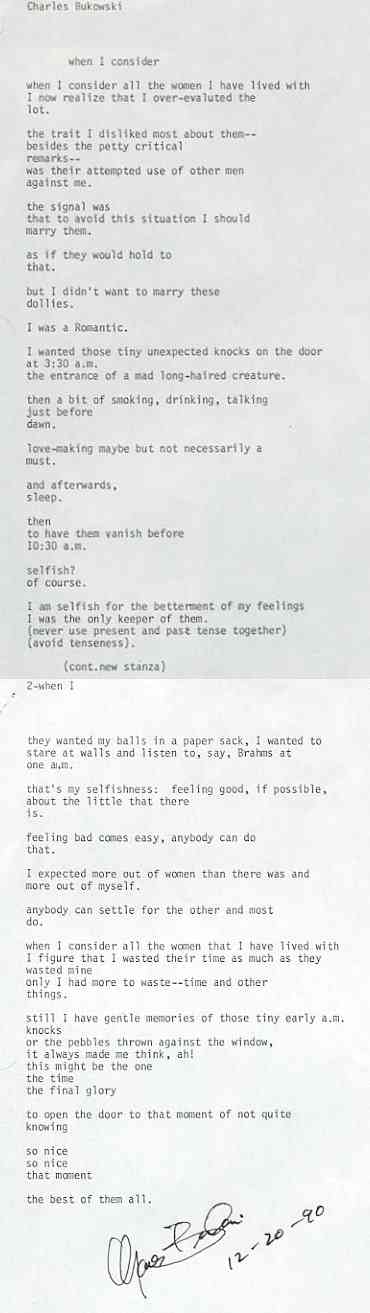 Charles Bukowski
when I consider
when I consider all the women I have lived with
I now realize that I over-evaluted the
lot.
the trait I disliked most about them--
besides the petty critical
remarks--
was their attempted use of other men
against me.
the signal was
that to avoid this situation I should
marry them.
as if they would hold to
that.
but I didn't want to marry these
dollies.
I was a Romantic.
I wanted those tiny unexpected knocks on the door
at 3:30 a.m.
the entrance of a mad long-haired creature.
then a bit of smoking, drinking, talking
just before
dawn.
love-making maybe but not necessarily a
must.
and afterwards,
sleep.
then
to have them vanish before
10:30 a.m.
selfish?
of course.
I am selfish for the betterment of my feelings
I was the only keeper of them.
(never use present and past tense together)
(avoid tenseness).
(cont.new stanza)
2-when I
they wanted my balls in a paper sack, I wanted to
stare at walls and listen to, say, Brahms at
one a.m.
that's my selfishness: feeling good, if possible,
about the little that there
is.
feeling bad comes easy, anybody can do
that.
I expected more out of women than there was and
more out of myself.
anybody can settle for the other and most
do.
when I consider all the women that I have lived with
I figure that I wasted their time as much as they
wasted mine
only I had more to waste--time and other
things.
still I have gentle memories of those tiny early a.m.
knocks
or the pebbles thrown against the window,
it always made me think, ah!
this might be the one
the time
the final glory
to open the door to that moment of not quite
knowing
so nice
so nice
that moment
the best of them all.
12-20-90